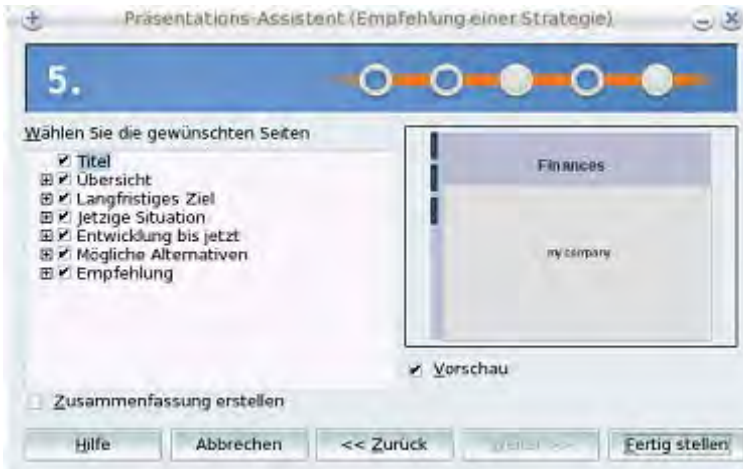 Präsentations-Assistent (Empfehlung einer Strategie)
5.
Wählen Sie die gewünschten Seiten
Titel
Übersicht
Langfristiges Ziel
Jetzige Situation
Entwicklung bis jetzt
Mögliche Alternativen
Empfehlung
Finances
my company
Vorschau
Zusammenfassung erstellen
Hilfe
Abbrechen
<< Zurück
Weiter >>
Fertig stellen